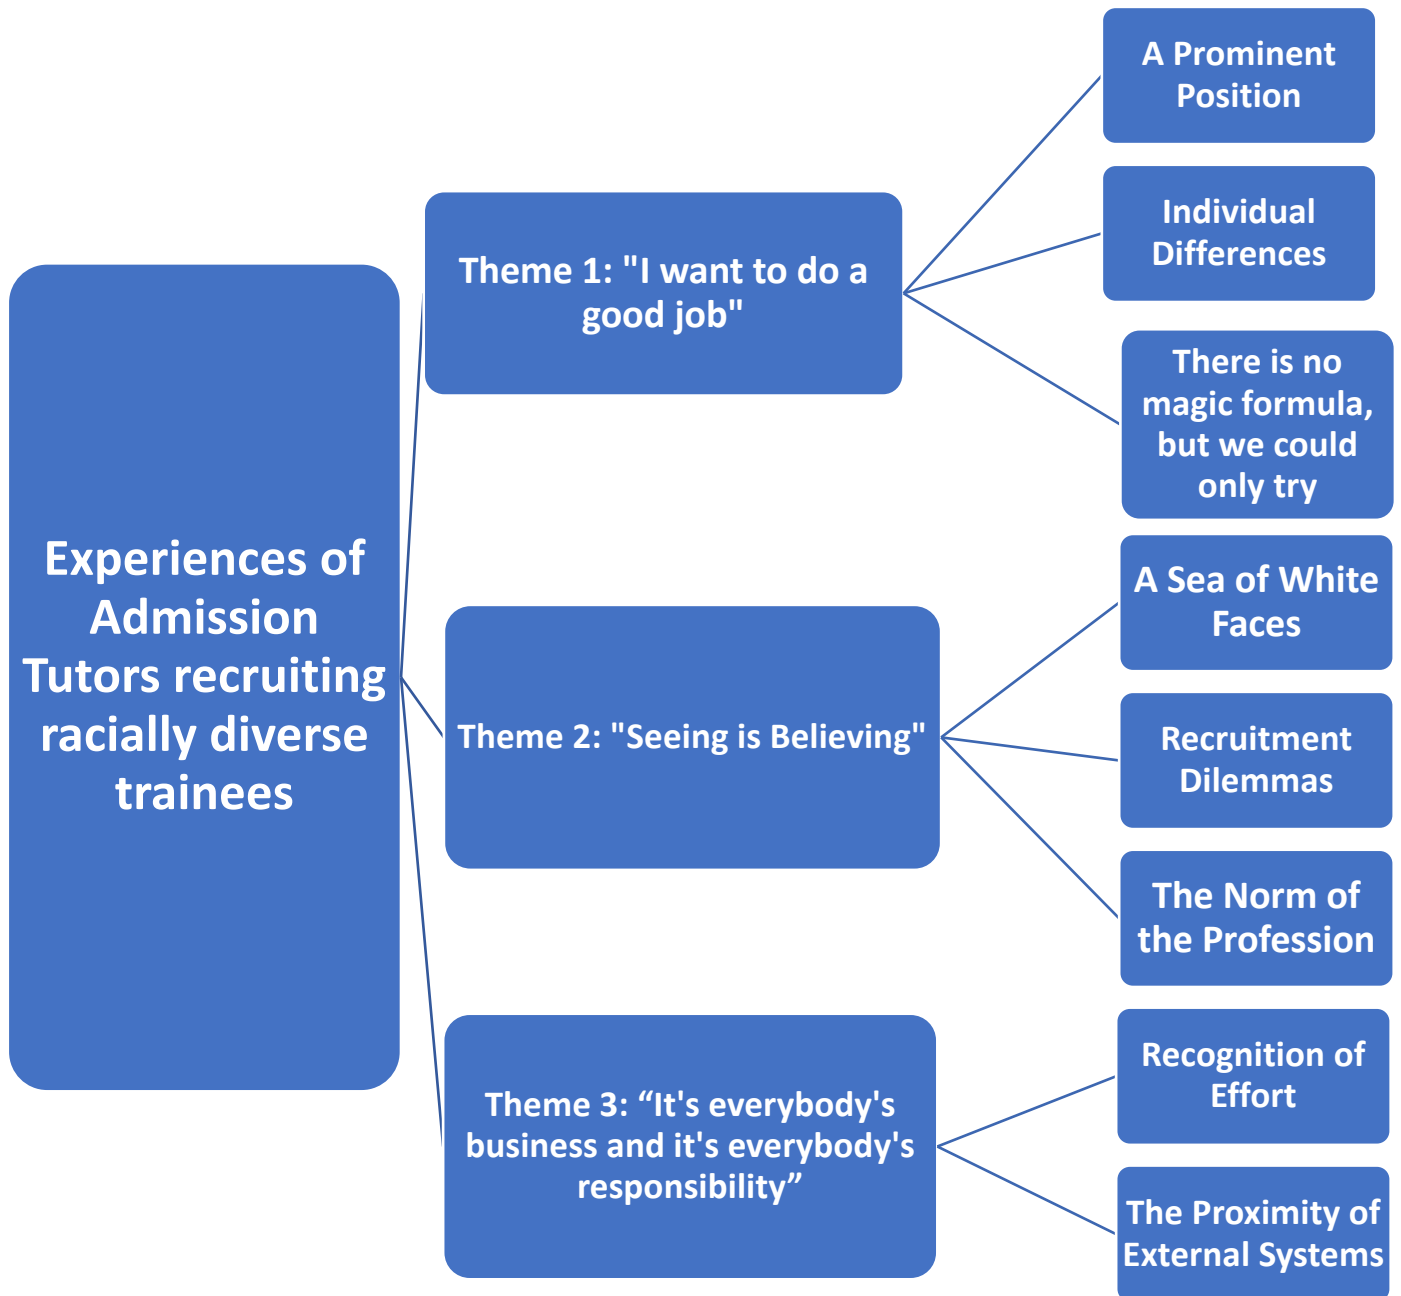 Experiences of
Admission
Tutors recruiting
racially diverse
trainees
Theme 1: "I want to do a
good job"
A Prominent
Position
Individual
Differences
There is no
magic formula,
but we could
only try
Theme 2: "Seeing is Believing"
A Sea of White
Faces
Recruitment
Dilemmas
The Norm of
the Profession
Theme 3: “It's everybody's
business and it's everybody's
responsibility”
Recognition of
Effort
The Proximity of
External Systems